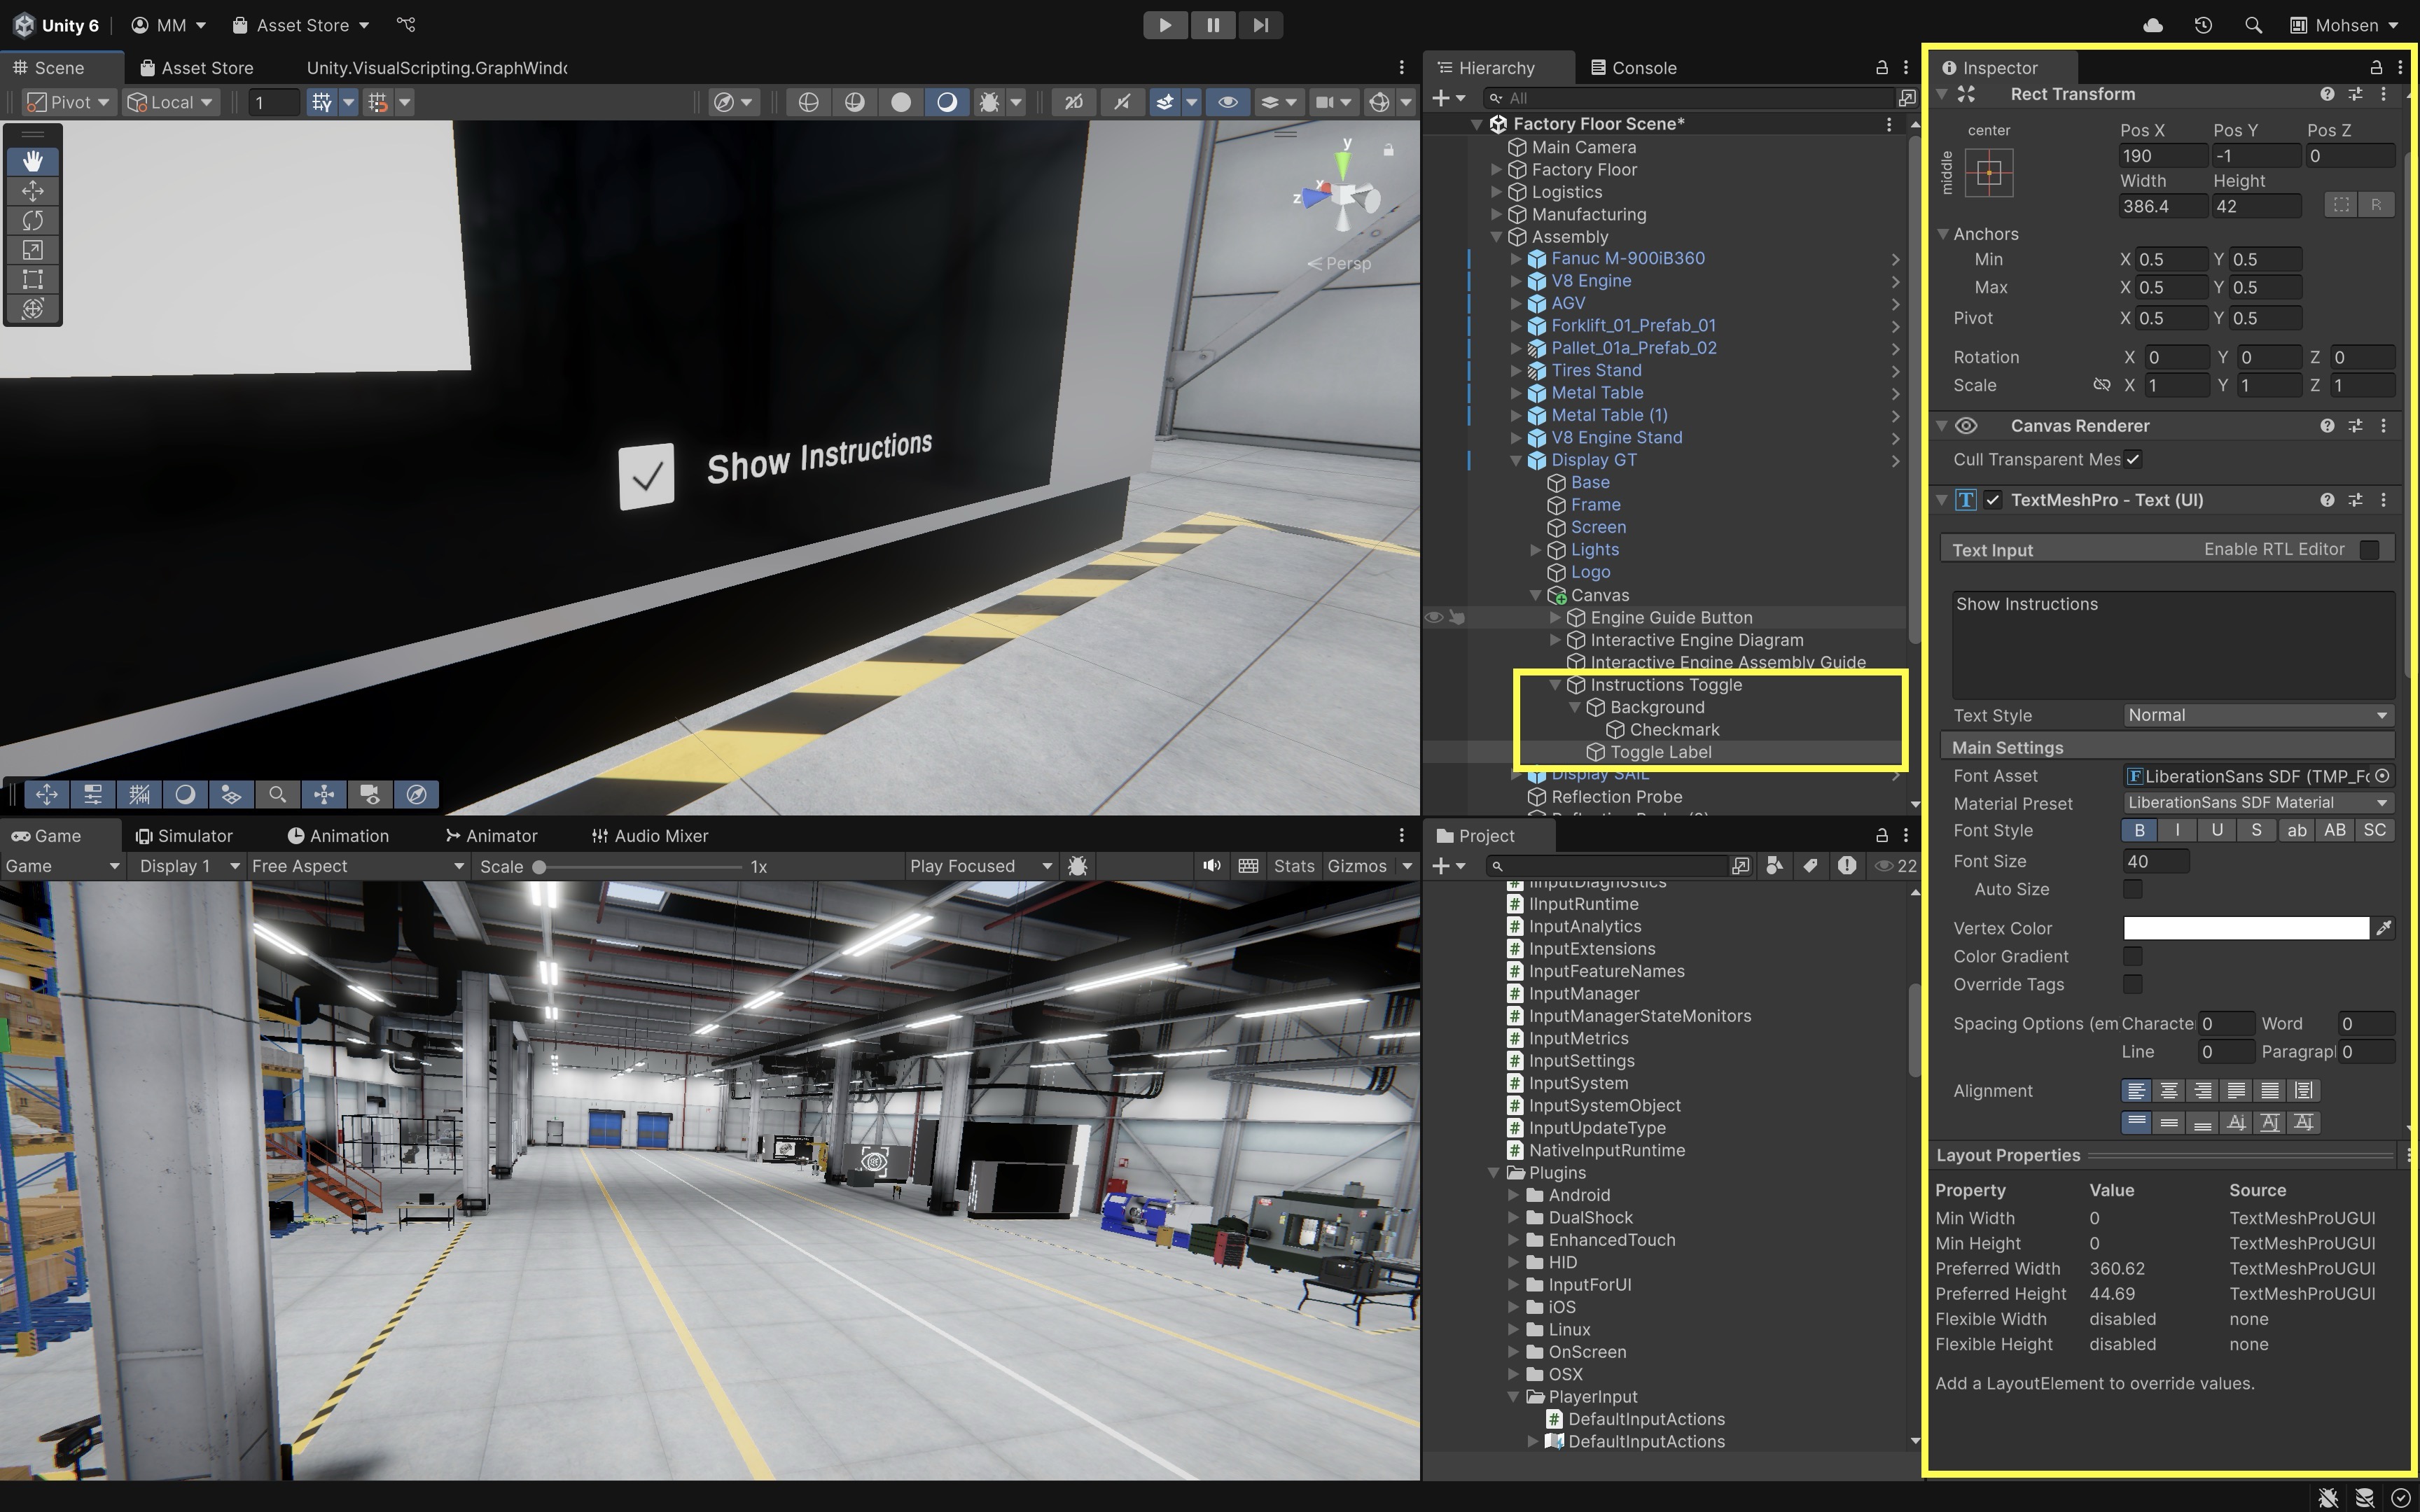 Unity 6
MM
Asset Store
Mohsen
Scene
Asset Store
Unity.VisualScripting.GraphWindo
Pivot
Local
1
2D
y
x
z
Persp
Show Instructions
Hierarchy
Console
All
Factory Floor Scene*
Main Camera
Factory Floor
Logistics
Manufacturing
Assembly
Fanuc M-900iB360
V8 Engine
AGV
Forklift_01_Prefab_01
Pallet_01a_Prefab_02
Tires Stand
Metal Table
Metal Table (1)
V8 Engine Stand
Display GT
Base
Frame
Screen
Lights
Logo
Canvas
Engine Guide Button
Interactive Engine Diagram
Interactive Engine Assembly Guide
Instructions Toggle
Background
Checkmark
Toggle Label
Display SAIL
Reflection Probe
Game
Simulator
Animation
Animator
Audio Mixer
Game
Display 1
Free Aspect
Scale
1x
Play Focused
Stats
Gizmos
Project
22
InputDiagnostics
IInputRuntime
InputAnalytics
InputExtensions
InputFeatureNames
InputManager
InputManagerStateMonitors
InputMetrics
InputSettings
InputSystem
InputSystemObject
InputUpdateType
NativeInputRuntime
Plugins
Android
DualShock
EnhancedTouch
HID
InputForUI
iOS
Linux
OnScreen
OSX
PlayerInput
DefaultInputActions
DefaultInputActions
Inspector
Rect Transform
center
middle
Pos X Pos Y Pos Z
190 -1 0
Width Height
386.4 42
R
Anchors
Min X 0.5 Y 0.5
Max X 0.5 Y 0.5
Pivot X 0.5 Y 0.5
Rotation X 0 Y 0 Z 0
Scale X 1 Y 1 Z 1
Canvas Renderer
Cull Transparent Mes
TextMeshPro - Text (UI)
Text Input
Enable RTL Editor
Show Instructions
Text Style Normal
Main Settings
Font Asset LiberationSans SDF (TMP_Fo
Material Preset LiberationSans SDF Material
Font Style B I U S ab AB SC
Font Size 40
Auto Size
Vertex Color
Color Gradient
Override Tags
Spacing Options (em Characte 0 Word 0
Line 0 Paragrap 0
Alignment
Layout Properties
Property Value Source
Min Width 0 TextMeshProUGUI
Min Height 0 TextMeshProUGUI
Preferred Width 360.62 TextMeshProUGUI
Preferred Height 44.69 TextMeshProUGUI
Flexible Width disabled none
Flexible Height disabled none
Add a LayoutElement to override values.